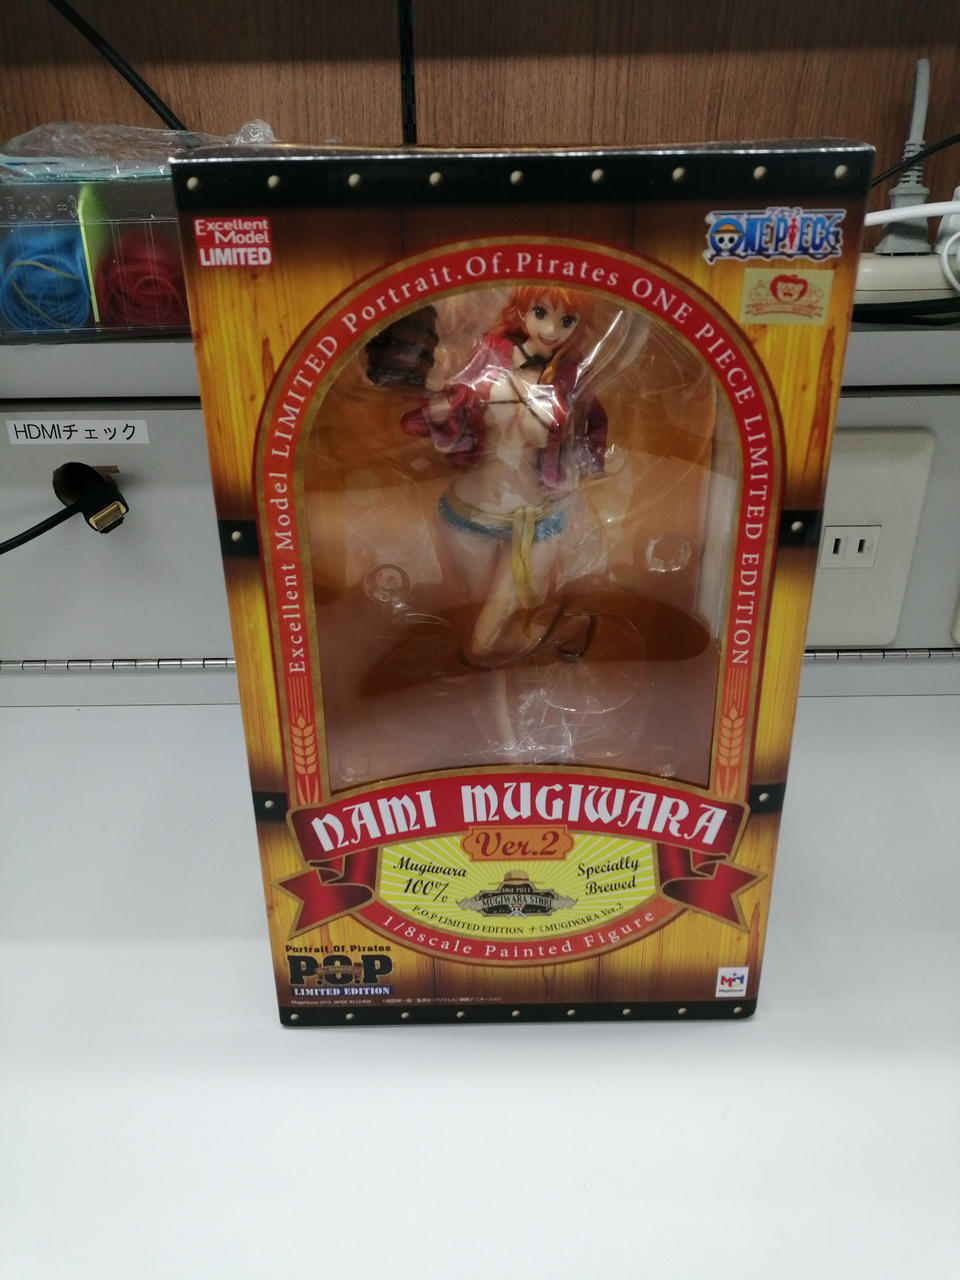 Excellent
Model
LIMITED
ONE PIECE
Excellent Model LIMITED Portrait.Of.Pirates ONE PIECE LIMITED EDITION
HDMIチェック
NAMI MUGIWARA
Ver.2
Mugiwara
100%
Specially
Brewed
ONE PIECE
MUGIWARA STORE
P.O.P LIMITED EDITION ナミMUGIWARA Ver.2
1/8scale Painted Figure
Portrait.Of.Pirates
P.O.P
LIMITED EDITION
MegaHouse